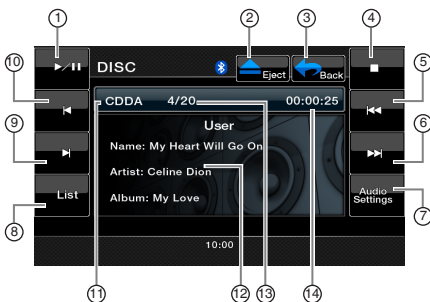 ① ② ③ ④
DISC Eject Back
⑩ ⑤
CDDA 4/20 00:00:25
User
Name: My Heart Will Go On
⑨ ⑥
Artist: Celine Dion
List Album: My Love Audio Settings
⑧ ⑦
10:00
⑪ ⑫ ⑬ ⑭